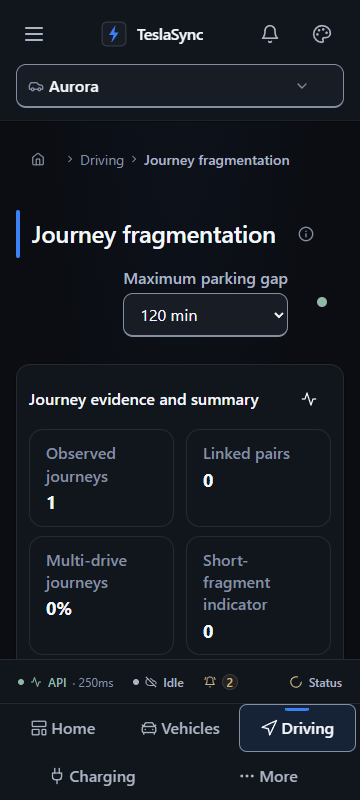 TeslaSync
Aurora
Driving
Journey fragmentation
Journey fragmentation
Maximum parking gap
120 min
Journey evidence and summary
Observed journeys
1
Linked pairs
0
Multi-drive journeys
0%
Short-fragment indicator
0
API · 250ms
Idle
2
Status
Home
Vehicles
Driving
Charging
More